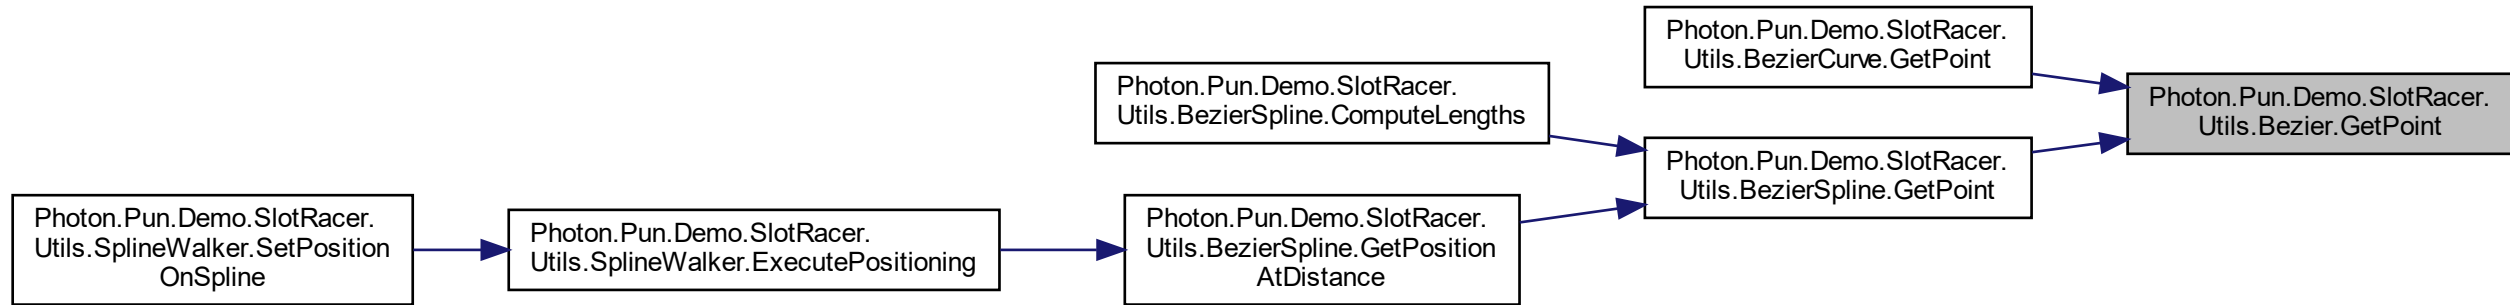 Photon.Pun.Demo.SlotRacer.
Utils.BezierCurve.GetPoint
Photon.Pun.Demo.SlotRacer.
Utils.BezierSpline.ComputeLengths
Photon.Pun.Demo.SlotRacer.
Utils.Bezier.GetPoint
Photon.Pun.Demo.SlotRacer.
Utils.BezierSpline.GetPoint
Photon.Pun.Demo.SlotRacer.
Utils.SplineWalker.SetPosition
OnSpline
Photon.Pun.Demo.SlotRacer.
Utils.SplineWalker.ExecutePositioning
Photon.Pun.Demo.SlotRacer.
Utils.BezierSpline.GetPosition
AtDistance